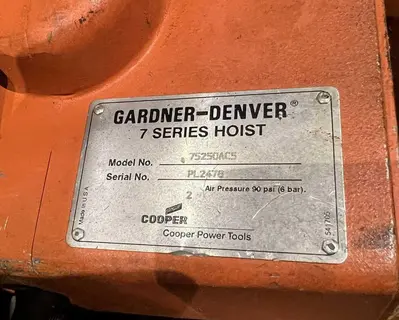 GARDNER-DENVER®
7 SERIES HOIST
Model No. 7S250AC5
Serial No. PL2478
Air Pressure 90 psi (6 bar).
2
COOPER
Cooper Power Tools
Made in U S A